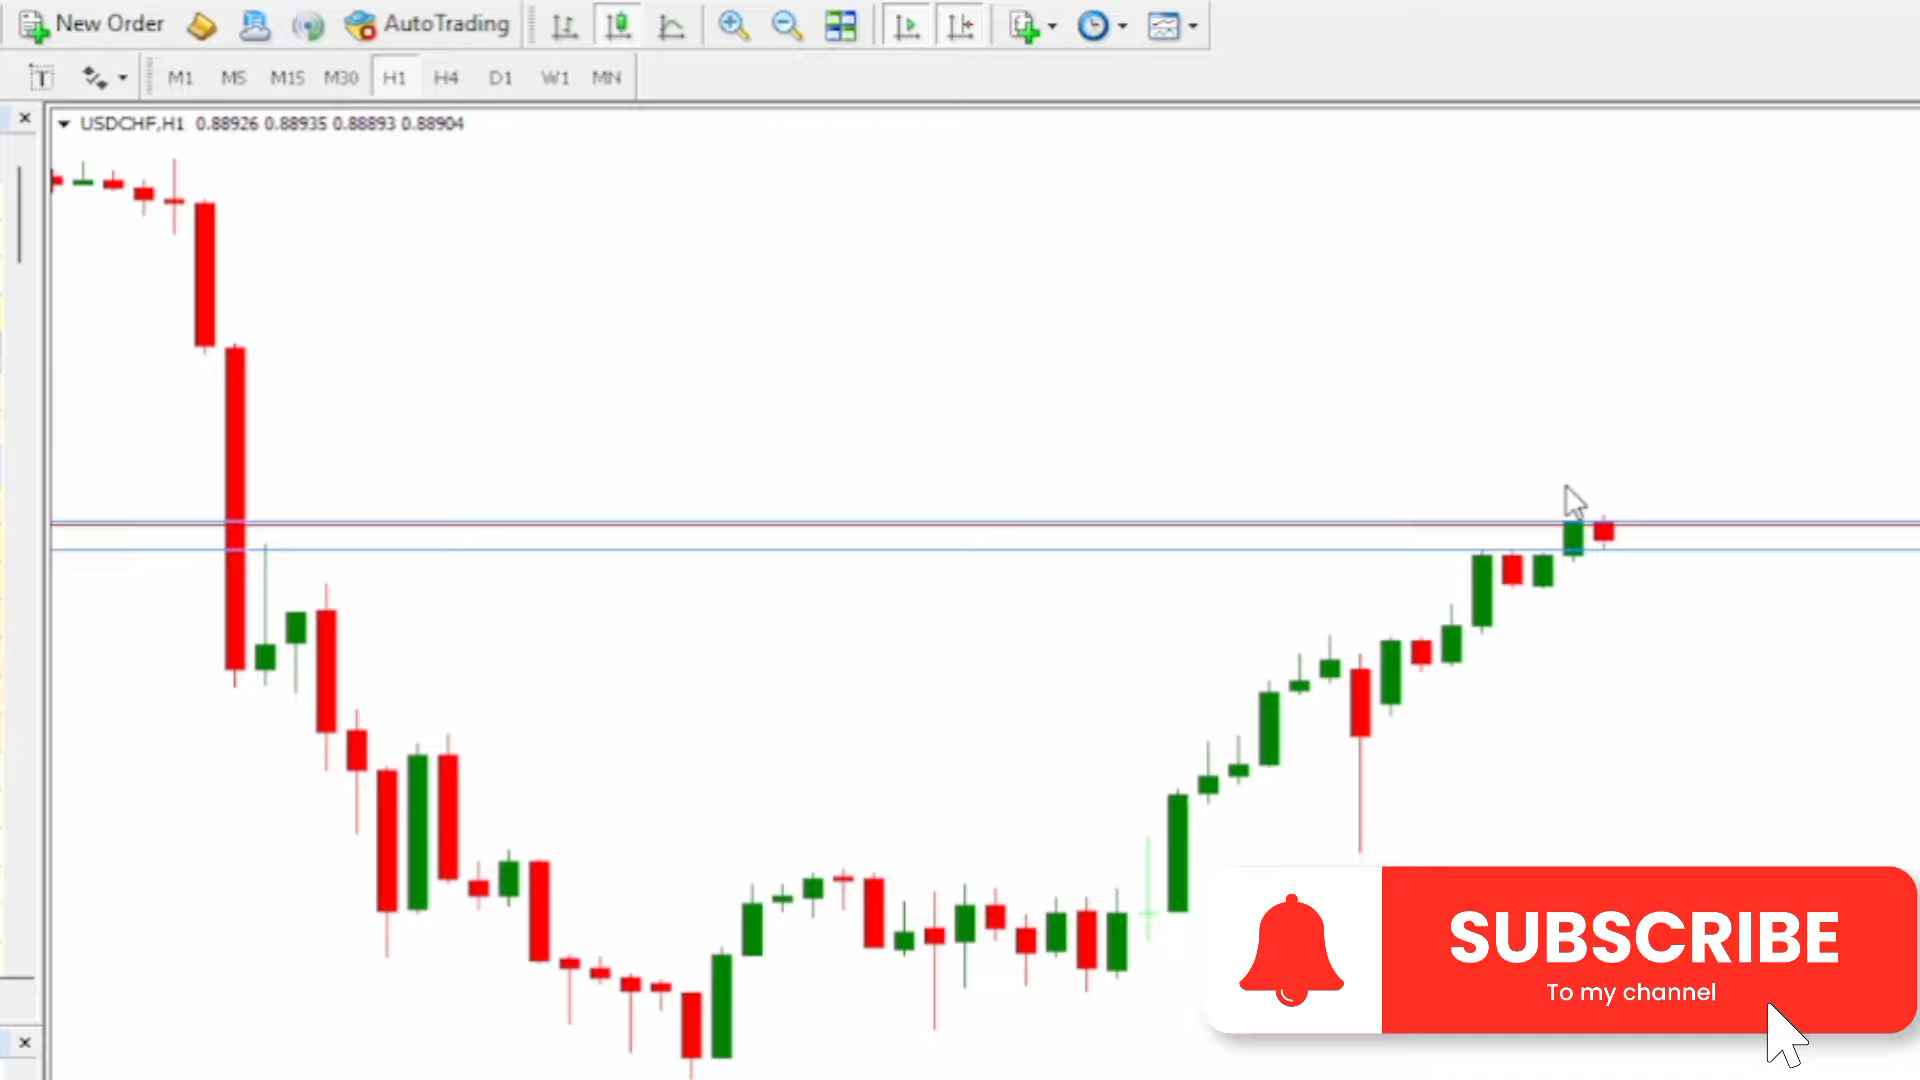 New Order AutoTrading
T M1 M5 M15 M30 H1 H4 D1 W1 MN
USDCHF,H1 0.88926 0.88935 0.88893 0.88904
SUBSCRIBE
To my channel